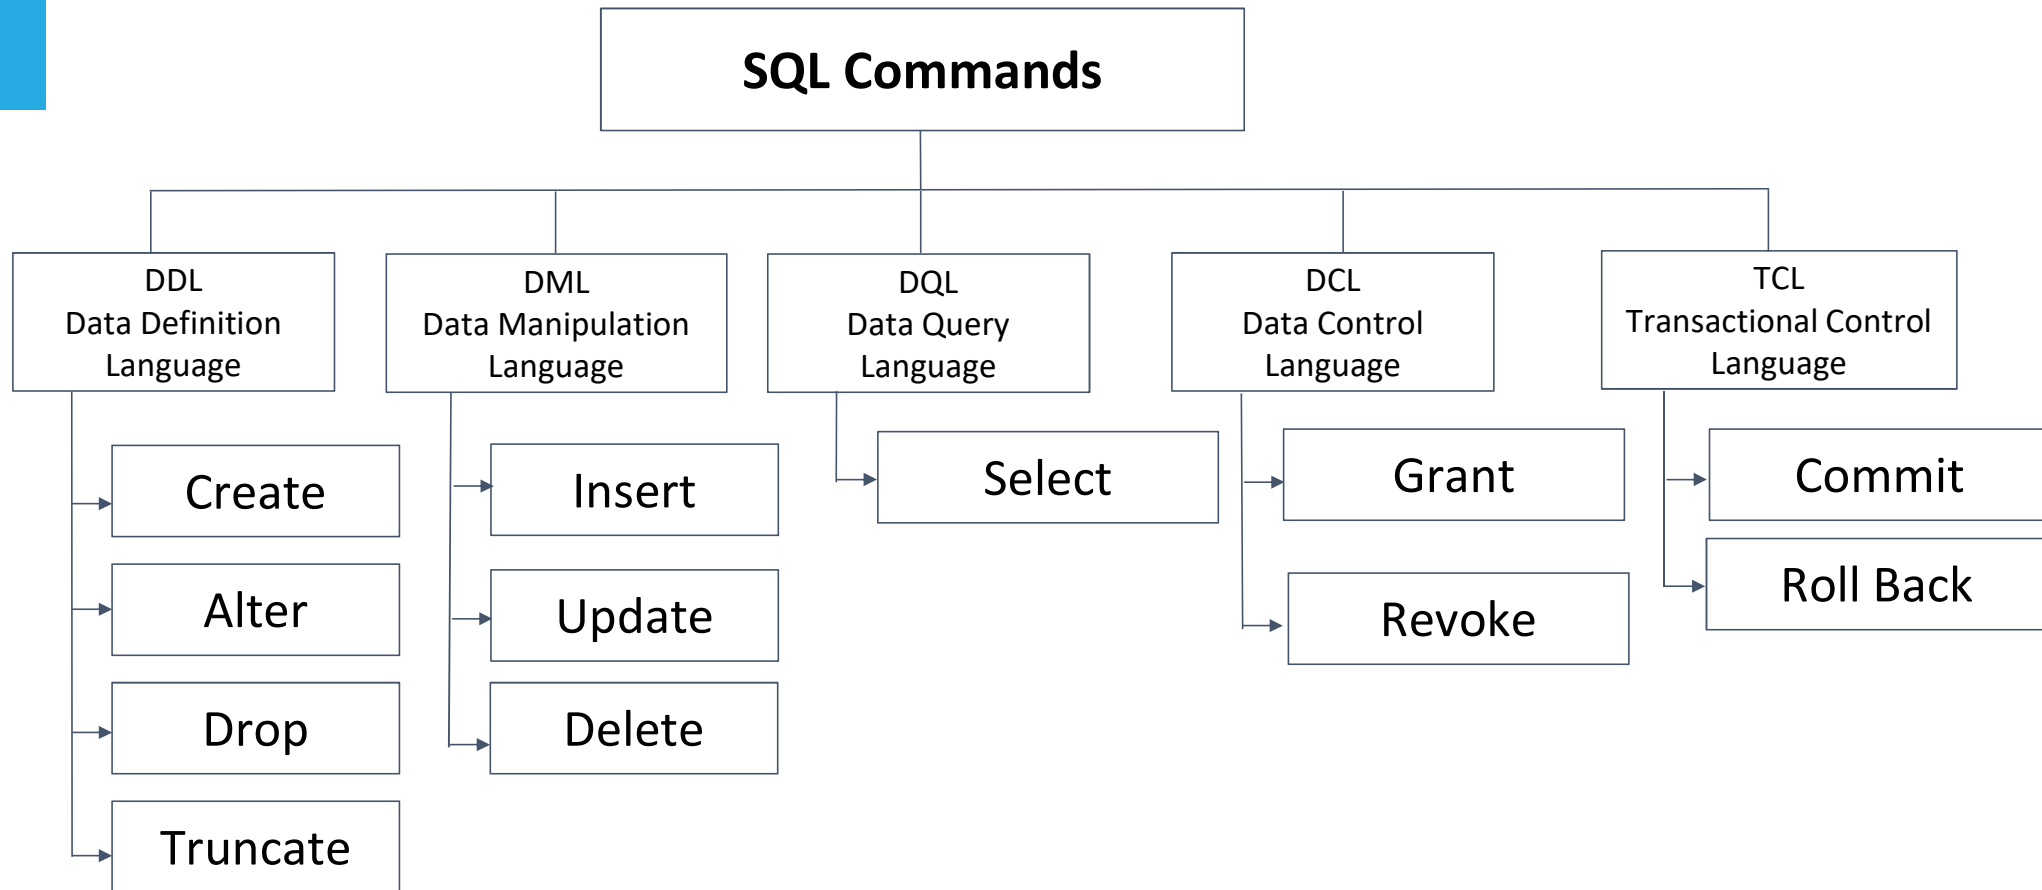 SQL Commands
DDL
Data Definition
Language
DML
Data Manipulation
Language
DQL
Data Query
Language
DCL
Data Control
Language
TCL
Transactional Control
Language
Create
Alter
Drop
Truncate
Insert
Update
Delete
Select
Grant
Revoke
Commit
Roll Back